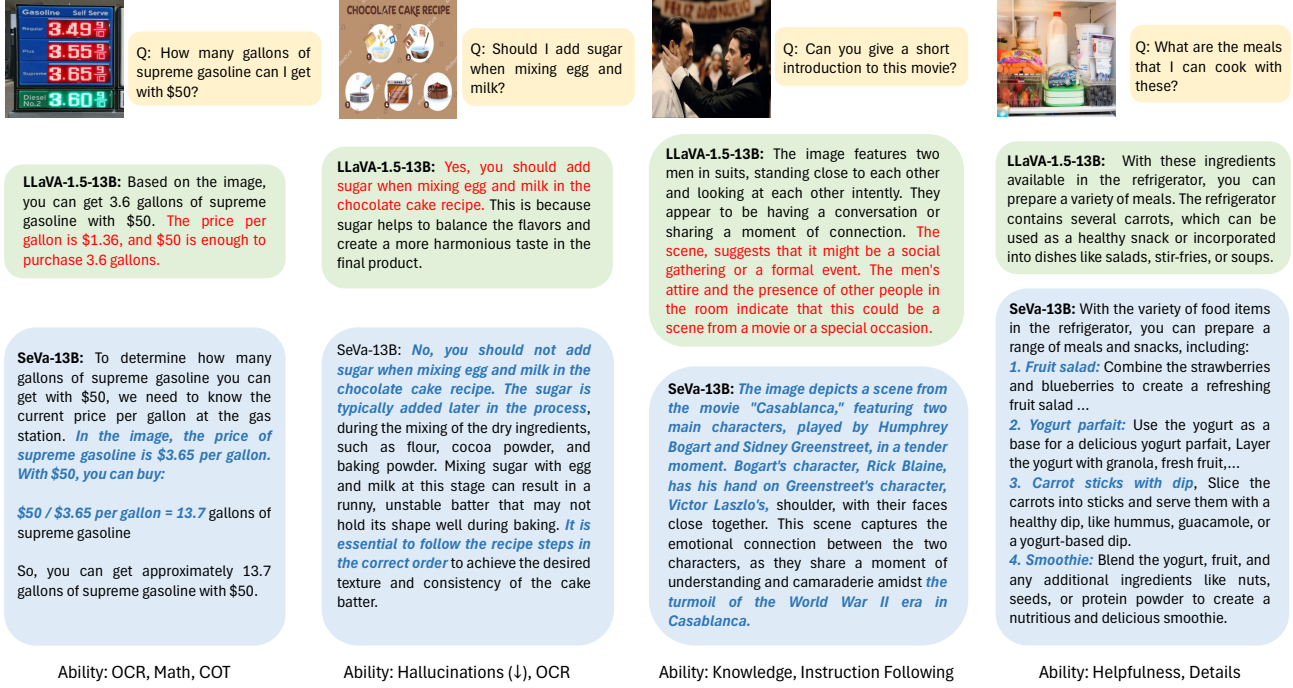 Gasoline Self Serve
Regular 3.49 9/10
Plus 3.55 9/10
Supreme 3.65 9/10
Diesel No.2 3.60 9/10
Q: How many gallons of
supreme gasoline can I get
with $50?
LLaVA-1.5-13B: Based on the image,
you can get 3.6 gallons of supreme
gasoline with $50. The price per
gallon is $1.36, and $50 is enough to
purchase 3.6 gallons.
SeVa-13B: To determine how many
gallons of supreme gasoline you can
get with $50, we need to know the
current price per gallon at the gas
station. In the image, the price of
supreme gasoline is $3.65 per gallon.
With $50, you can buy:
$50 / $3.65 per gallon = 13.7 gallons of
supreme gasoline
So, you can get approximately 13.7
gallons of supreme gasoline with $50.
Ability: OCR, Math, COT
CHOCOLATE CAKE RECIPE
Q: Should I add sugar
when mixing egg and
milk?
LLaVA-1.5-13B: Yes, you should add
sugar when mixing egg and milk in the
chocolate cake recipe. This is because
sugar helps to balance the flavors and
create a more harmonious taste in the
final product.
SeVa-13B: No, you should not add
sugar when mixing egg and milk in the
chocolate cake recipe. The sugar is
typically added later in the process,
during the mixing of the dry ingredients,
such as flour, cocoa powder, and
baking powder. Mixing sugar with egg
and milk at this stage can result in a
runny, unstable batter that may not
hold its shape well during baking. It is
essential to follow the recipe steps in
the correct order to achieve the desired
texture and consistency of the cake
batter.
Ability: Hallucinations (↓), OCR
Q: Can you give a short
introduction to this movie?
LLaVA-1.5-13B: The image features two
men in suits, standing close to each other
and looking at each other intently. They
appear to be having a conversation or
sharing a moment of connection. The
scene, suggests that it might be a social
gathering or a formal event. The men's
attire and the presence of other people in
the room indicate that this could be a
scene from a movie or a special occasion.
SeVa-13B: The image depicts a scene from
the movie "Casablanca," featuring two
main characters, played by Humphrey
Bogart and Sidney Greenstreet, in a tender
moment. Bogart's character, Rick Blaine,
has his hand on Greenstreet's character,
Victor Laszlo's, shoulder, with their faces
close together. This scene captures the
emotional connection between the two
characters, as they share a moment of
understanding and camaraderie amidst the
turmoil of the World War II era in
Casablanca.
Ability: Knowledge, Instruction Following
Q: What are the meals
that I can cook with
these?
LLaVA-1.5-13B: With these ingredients
available in the refrigerator, you can
prepare a variety of meals. The refrigerator
contains several carrots, which can be
used as a healthy snack or incorporated
into dishes like salads, stir-fries, or soups.
SeVa-13B: With the variety of food items
in the refrigerator, you can prepare a
range of meals and snacks, including:
1. Fruit salad: Combine the strawberries
and blueberries to create a refreshing
fruit salad ...
2. Yogurt parfait: Use the yogurt as a
base for a delicious yogurt parfait, Layer
the yogurt with granola, fresh fruit,...
3. Carrot sticks with dip, Slice the
carrots into sticks and serve them with a
healthy dip, like hummus, guacamole, or
a yogurt-based dip.
4. Smoothie: Blend the yogurt, fruit, and
any additional ingredients like nuts,
seeds, or protein powder to create a
nutritious and delicious smoothie.
Ability: Helpfulness, Details